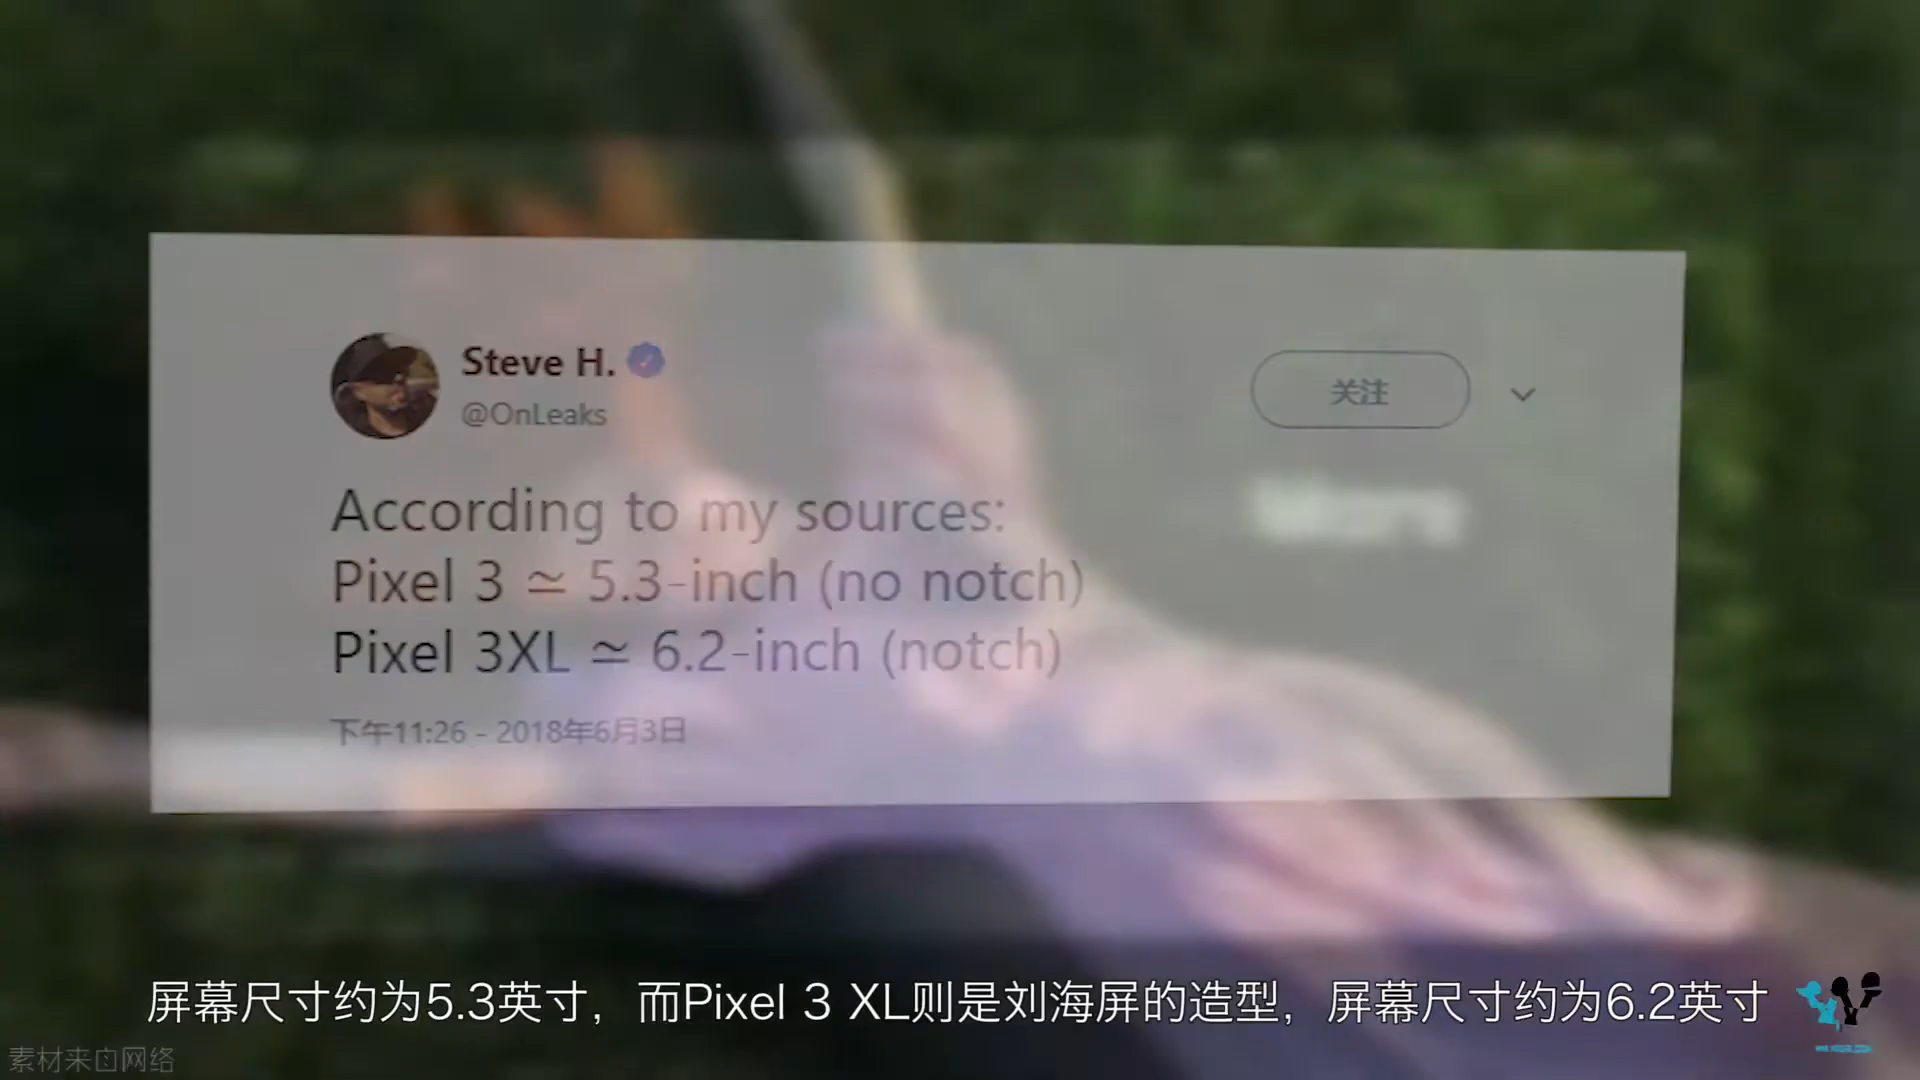 Steve H.
@OnLeaks
关注
According to my sources:
Pixel 3 ≃ 5.3-inch (no notch)
Pixel 3XL ≃ 6.2-inch (notch)
下午11:26 - 2018年6月3日
屏幕尺寸约为5.3英寸，而Pixel 3 XL则是刘海屏的造型，屏幕尺寸约为6.2英寸
素材来自网络